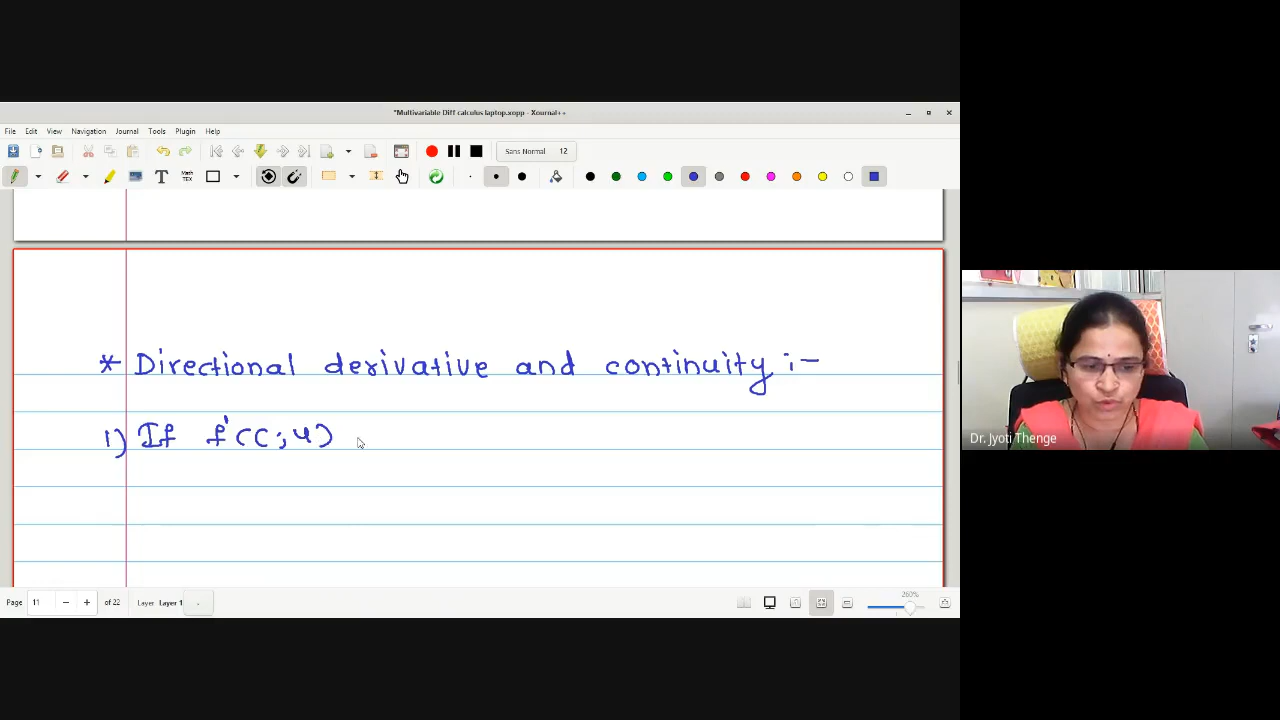 *Multivariable Diff calculus laptop.xopp - Xournal++
File Edit View Navigation Journal Tools Plugin Help
Sans Normal 12
* Directional derivative and continuity :-
1) If f'(c;u)
Dr. Jyoti Thenge
Page 11 of 22 Layer Layer 1
260%